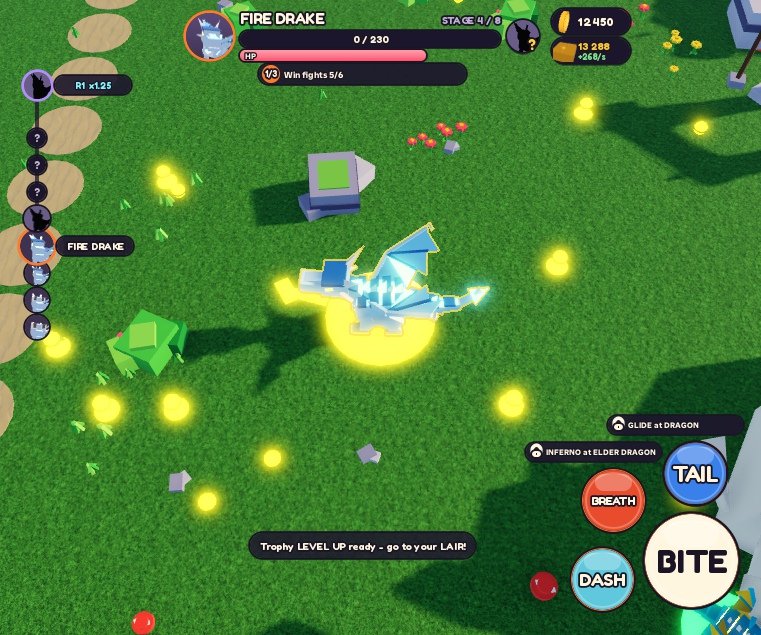 FIRE DRAKE
STAGE 4 / 8
0 / 230
HP
1/3 Win fights 5/6
?
12 450
13 288
+268/s
R1 x1.25
?
?
?
FIRE DRAKE
GLIDE at DRAGON
INFERNO at ELDER DRAGON
TAIL
BREATH
BITE
DASH
Trophy LEVEL UP ready - go to your LAIR!